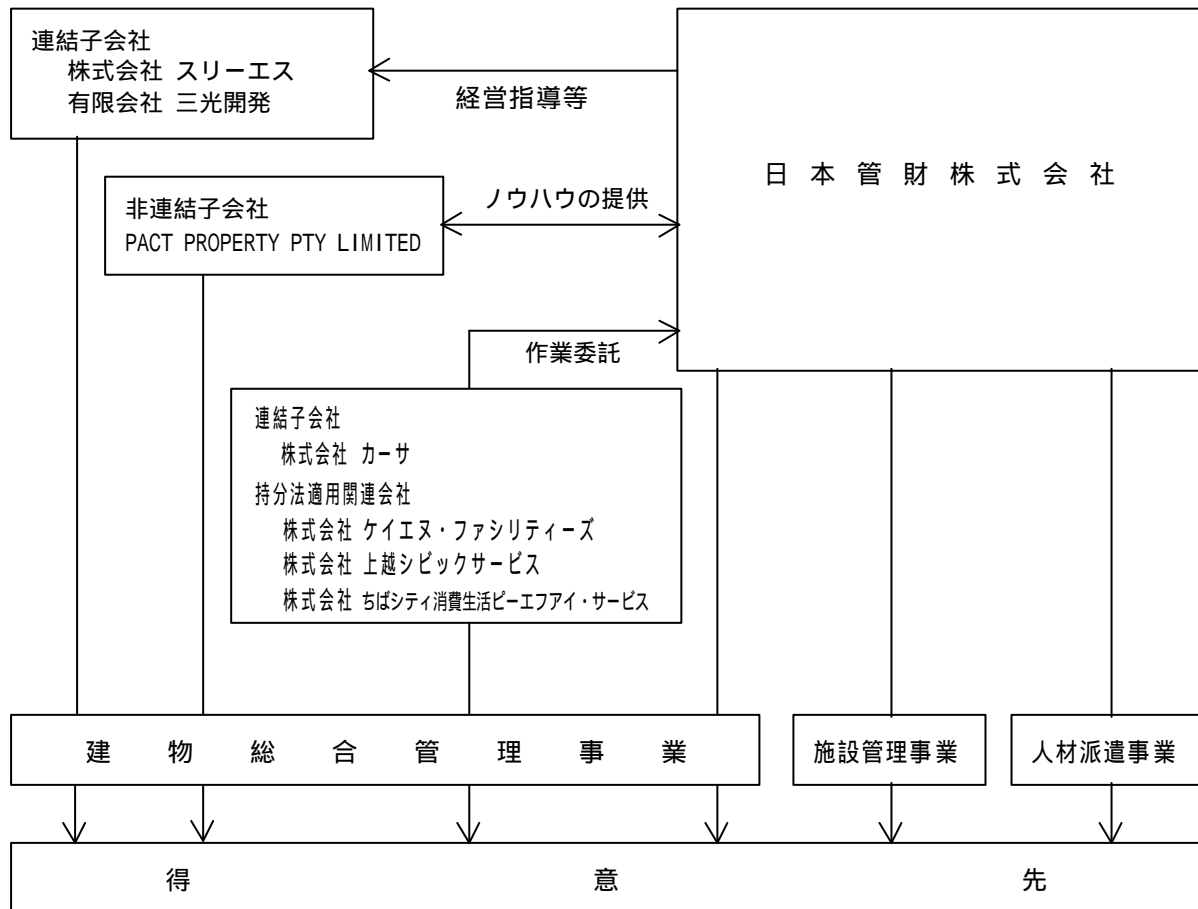 連結子会社
株式会社 スリーエス
有限会社 三光開発
経営指導等
日本管財株式会社
非連結子会社
PACT PROPERTY PTY LIMITED
ノウハウの提供
作業委託
連結子会社
株式会社 カーサ
持分法適用関連会社
株式会社 ケイエヌ・ファシリティーズ
株式会社 上越シビックサービス
株式会社 ちばシティ消費生活ピーエフアイ・サービス
建物総合管理事業
施設管理事業
人材派遣事業
得意先